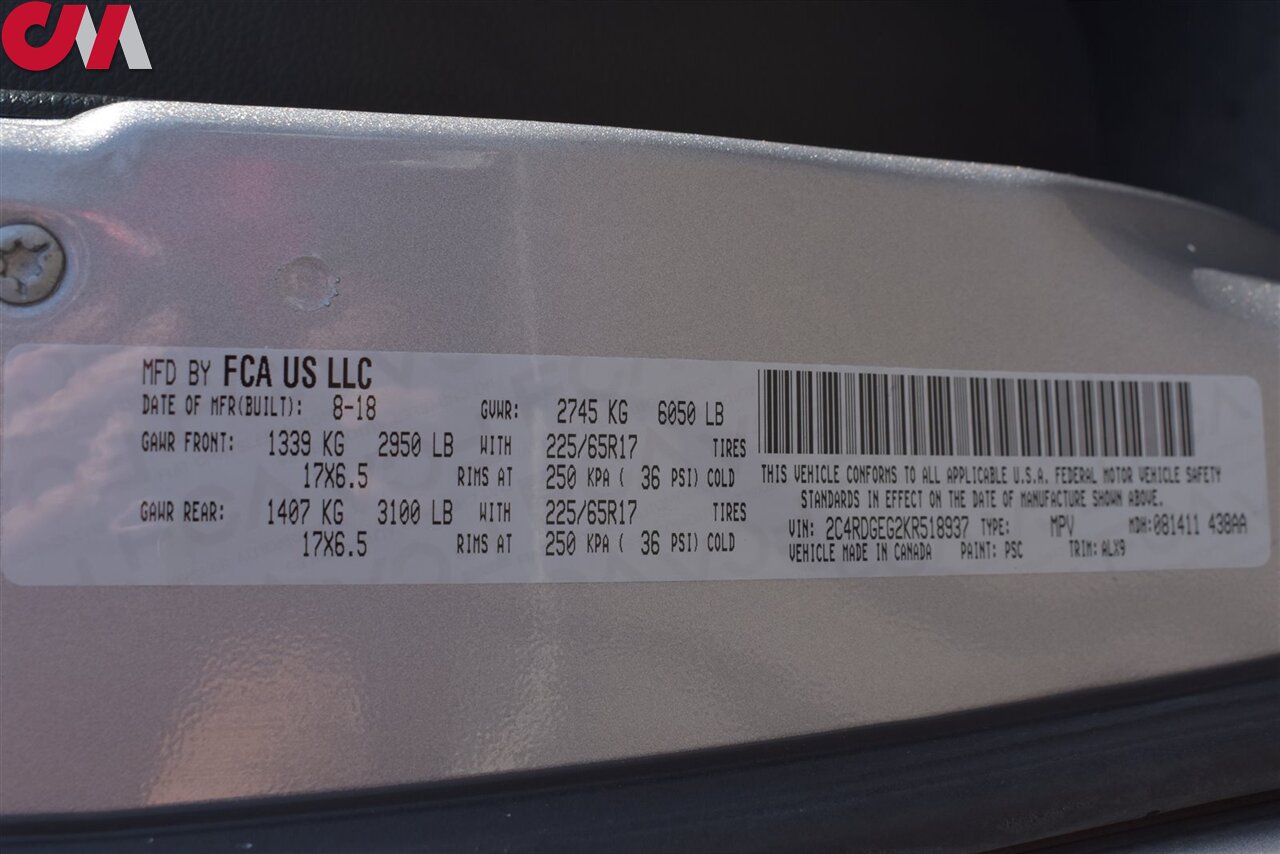 CM
MFD BY FCA US LLC
DATE OF MFR(BUILT): 8-18 GVWR: 2745 KG 6050 LB
GAWR FRONT: 1339 KG 2950 LB WITH 225/65R17 TIRES
17X6.5 RIMS AT 250 KPA ( 36 PSI) COLD
GAWR REAR: 1407 KG 3100 LB WITH 225/65R17 TIRES
17X6.5 RIMS AT 250 KPA ( 36 PSI) COLD
THIS VEHICLE CONFORMS TO ALL APPLICABLE U.S.A. FEDERAL MOTOR VEHICLE SAFETY
STANDARDS IN EFFECT ON THE DATE OF MANUFACTURE SHOWN ABOVE.
VIN: 2C4RDGEG2KR518937 TYPE: MPV MDH:081411 438AA
VEHICLE MADE IN CANADA PAINT: PSC TRIM: ALX9